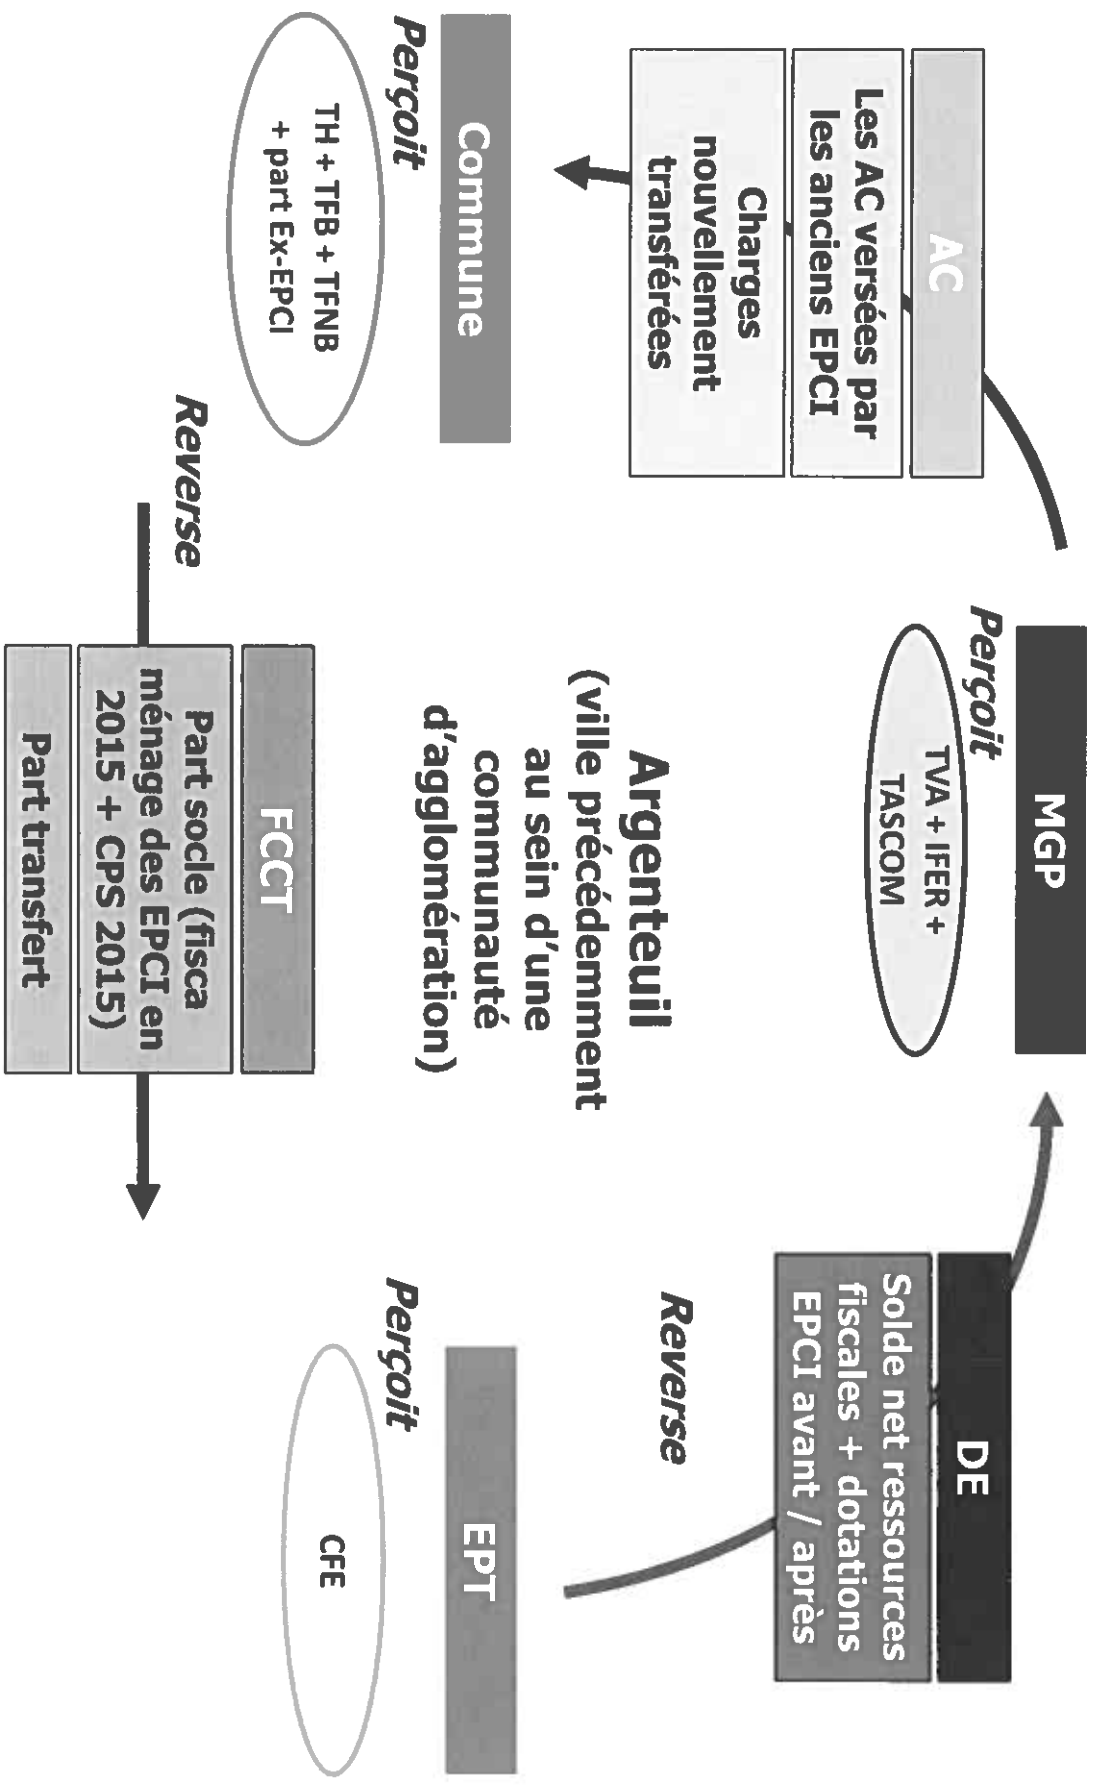 MGP
Perçoit
TVA + IFER +
TASCOM
AC
Les AC versées par
les anciens EPCI
Charges
nouvellement
transférées
DE
Solde net ressources
fiscales + dotations
EPCI avant / après
Reverse
Argenteuil
(ville précédemment
au sein d'une
communauté
d'agglomération)
Commune
Perçoit
TH + TFB + TFNB
+ part Ex-EPCI
EPT
Perçoit
CFE
Reverse
FCCT
Part socle (fisca
ménage des EPCI en
2015 + CPS 2015)
Part transfert